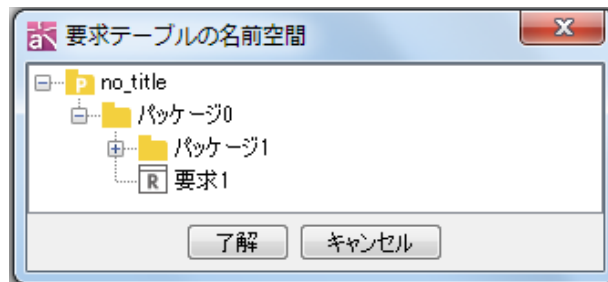 要求テーブルの名前空間
no_title
パッケージ0
パッケージ1
R 要求1
了解 キャンセル